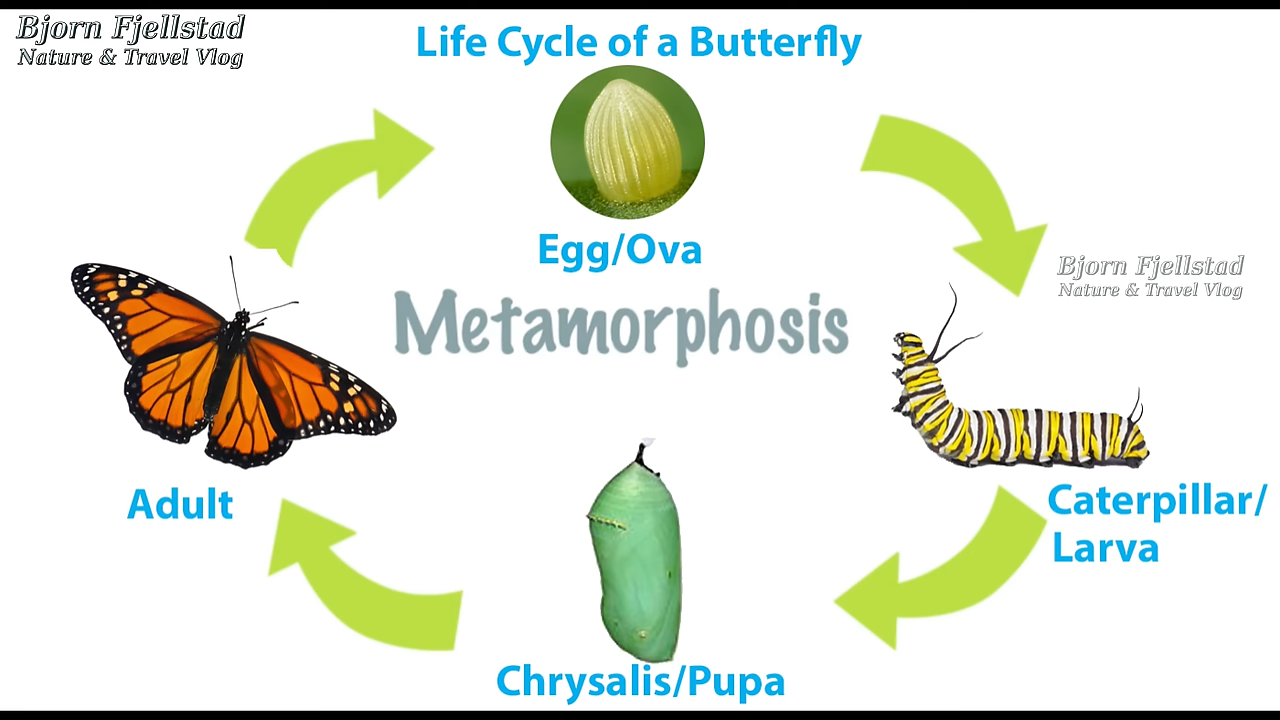 Bjorn Fjellstad
Nature & Travel Vlog
Life Cycle of a Butterfly
Egg/Ova
Bjorn Fjellstad
Nature & Travel Vlog
Metamorphosis
Adult
Caterpillar/
Larva
Chrysalis/Pupa